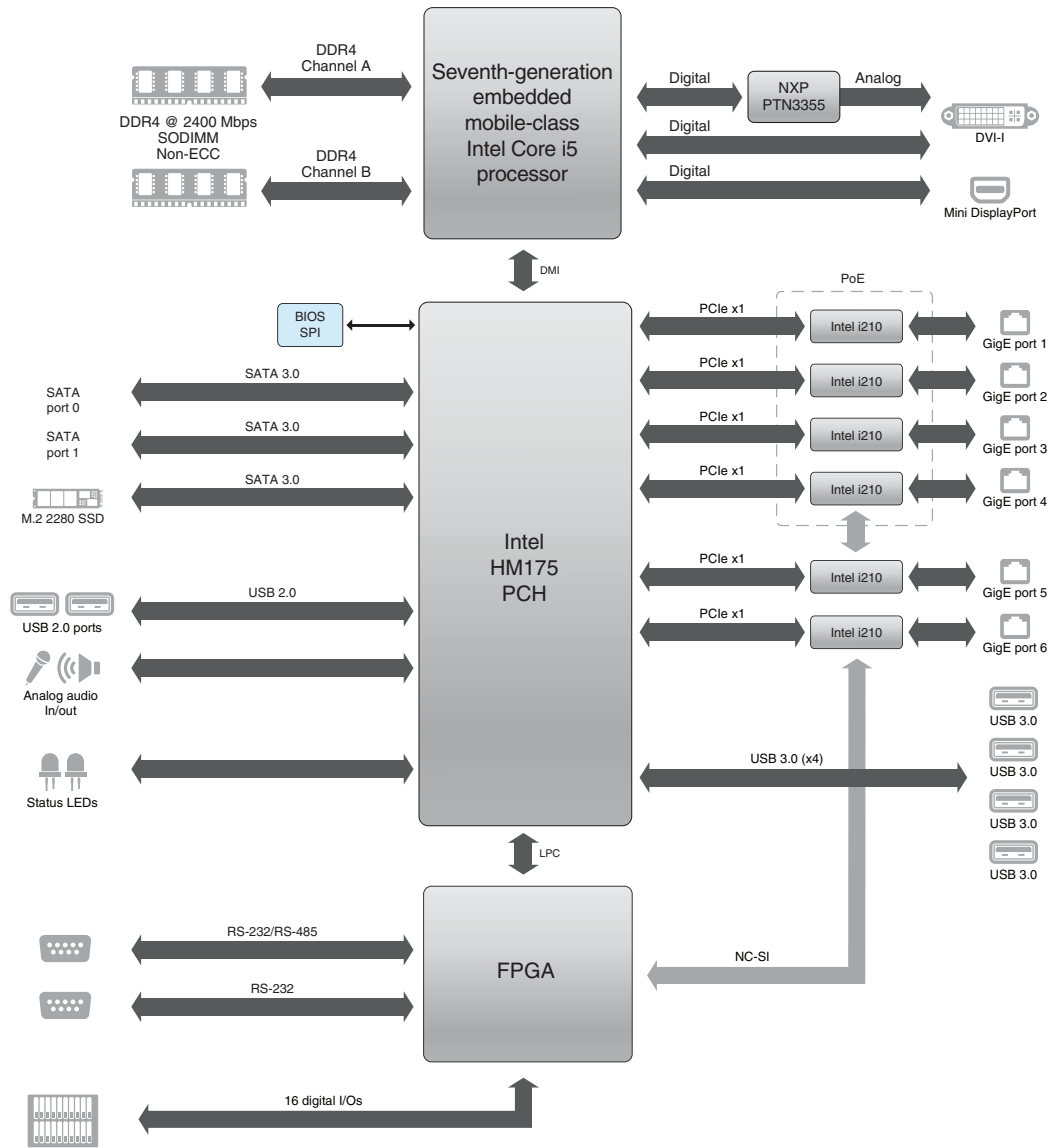 DDR4
Channel A
DDR4 @ 2400 Mbps
SODIMM
Non-ECC
DDR4
Channel B
Seventh-generation
embedded
mobile-class
Intel Core i5
processor
Digital
NXP
PTN3355
Analog
Digital
DVI-I
Digital
Mini DisplayPort
DMI
BIOS
SPI
SATA 3.0
SATA
port 0
SATA 3.0
SATA
port 1
SATA 3.0
M.2 2280 SSD
USB 2.0
USB 2.0 ports
Analog audio
In/out
Status LEDs
Intel
HM175
PCH
PoE
PCIe x1
Intel i210
GigE port 1
PCIe x1
Intel i210
GigE port 2
PCIe x1
Intel i210
GigE port 3
PCIe x1
Intel i210
GigE port 4
PCIe x1
Intel i210
GigE port 5
PCIe x1
Intel i210
GigE port 6
USB 3.0 (x4)
USB 3.0
USB 3.0
USB 3.0
USB 3.0
LPC
RS-232/RS-485
RS-232
FPGA
NC-SI
16 digital I/Os